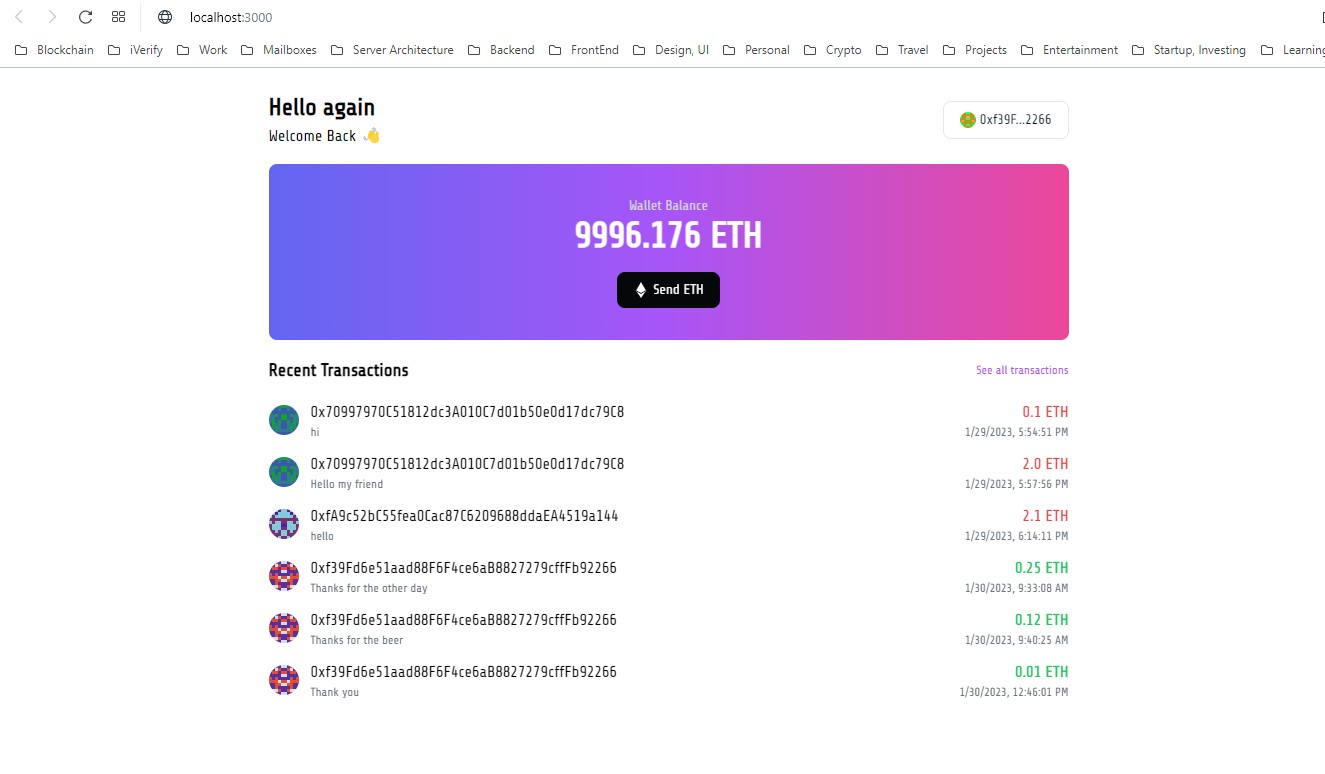 localhost:3000
Blockchain iVerify Work Mailboxes Server Architecture Backend FrontEnd Design, UI Personal Crypto Travel Projects Entertainment Startup, Investing Learning
Hello again
Welcome Back 👋
0xf39F...2266
Wallet Balance
9996.176 ETH
Send ETH
Recent Transactions
See all transactions
0x70997970C51812dc3A010C7d01b50e0d17dc79C8
0.1 ETH
hi
1/29/2023, 5:54:51 PM
0x70997970C51812dc3A010C7d01b50e0d17dc79C8
2.0 ETH
Hello my friend
1/29/2023, 5:57:56 PM
0xfA9c52bC55fea0Cac87C6209688ddaEA4519a144
2.1 ETH
hello
1/29/2023, 6:14:11 PM
0xf39Fd6e51aad88F6F4ce6aB8827279cffFb92266
0.25 ETH
Thanks for the other day
1/30/2023, 9:33:08 AM
0xf39Fd6e51aad88F6F4ce6aB8827279cffFb92266
0.12 ETH
Thanks for the beer
1/30/2023, 9:40:25 AM
0xf39Fd6e51aad88F6F4ce6aB8827279cffFb92266
0.01 ETH
Thank you
1/30/2023, 12:46:01 PM